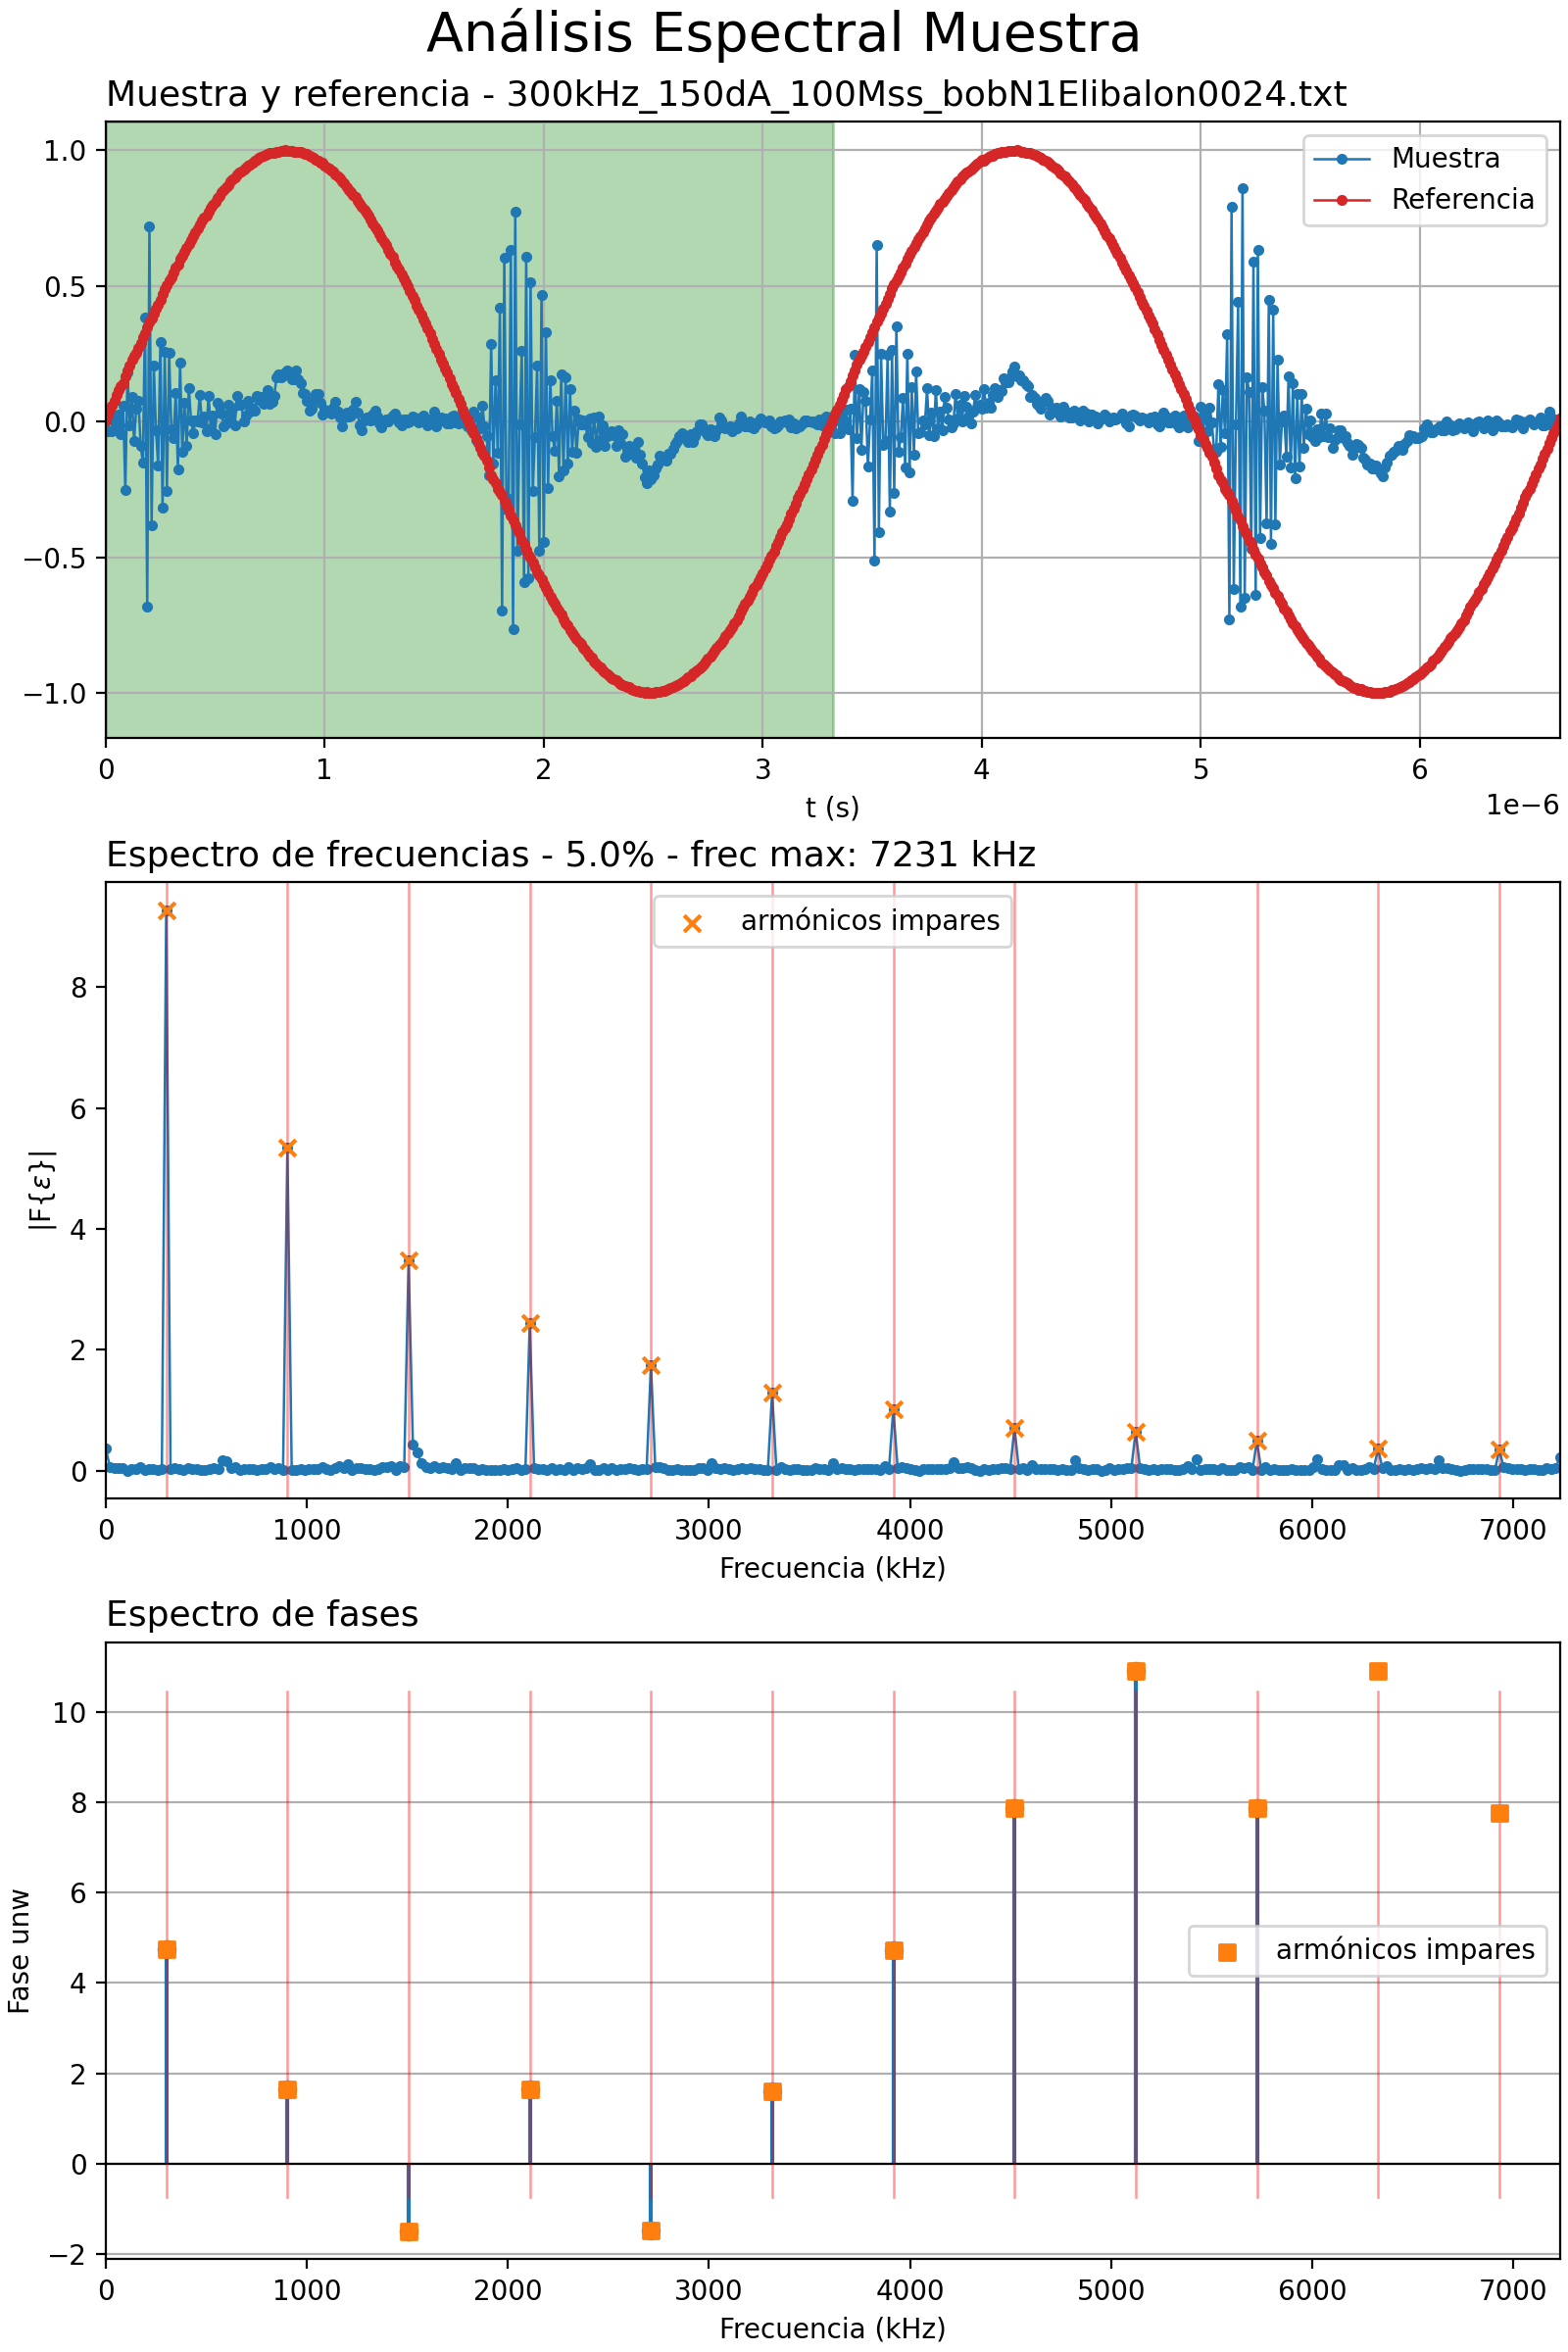 Análisis Espectral Muestra
Muestra y referencia - 300kHz_150dA_100Mss_bobN1Elibalon0024.txt
1.0
0.5
0.0
−0.5
−1.0
Muestra
Referencia
0 1 2 3 4 5 6
1e−6
t (s)
Espectro de frecuencias - 5.0% - frec max: 7231 kHz
armónicos impares
8
6
4
2
0
|F{ε}|
0 1000 2000 3000 4000 5000 6000 7000
Frecuencia (kHz)
Espectro de fases
10
8
6
4
2
0
−2
Fase unw
armónicos impares
0 1000 2000 3000 4000 5000 6000 7000
Frecuencia (kHz)